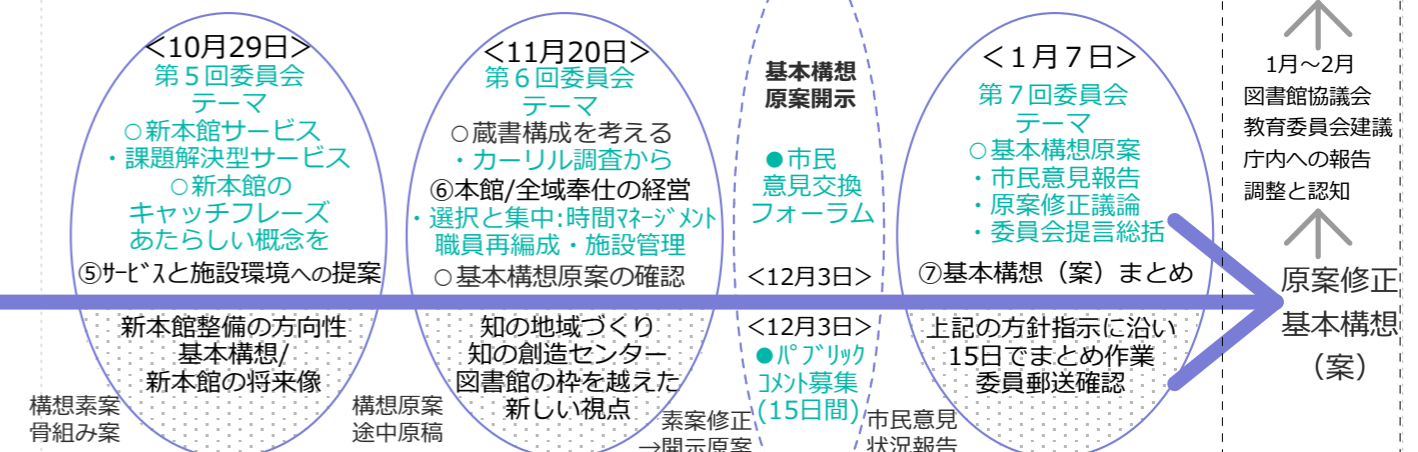 <10月29日>
第５回委員会
テーマ
○新本館サービス
・課題解決型サービス
○新本館の
キャッチフレーズ
あたらしい概念を
⑤ｻｰﾋﾞｽと施設環境への提案
新本館整備の方向性
基本構想/
新本館の将来像
構想素案
骨組み案
<11月20日>
第６回委員会
テーマ
○蔵書構成を考える
・カーリル調査から
⑥本館/全域奉仕の経営
・選択と集中:時間ﾏﾈｰｼﾞﾒﾝﾄ
職員再編成・施設管理
○基本構想原案の確認
知の地域づくり
知の創造センター
図書館の枠を越えた
新しい視点
構想原案
途中原稿
基本構想
原案開示
●市民
意見交換
フォーラム
<12月3日>
<12月3日>
●ﾊﾟﾌﾞﾘｯｸ
ｺﾒﾝﾄ募集
(15日間)
素案修正
→開示原案
<１月７日>
第７回委員会
テーマ
○基本構想原案
・市民意見報告
・原案修正議論
・委員会提言総括
⑦基本構想（案）まとめ
上記の方針指示に沿い
15日でまとめ作業
委員郵送確認
市民意見
状況報告
1月～2月
図書館協議会
教育委員会建議
庁内への報告
調整と認知
原案修正
基本構想
（案）